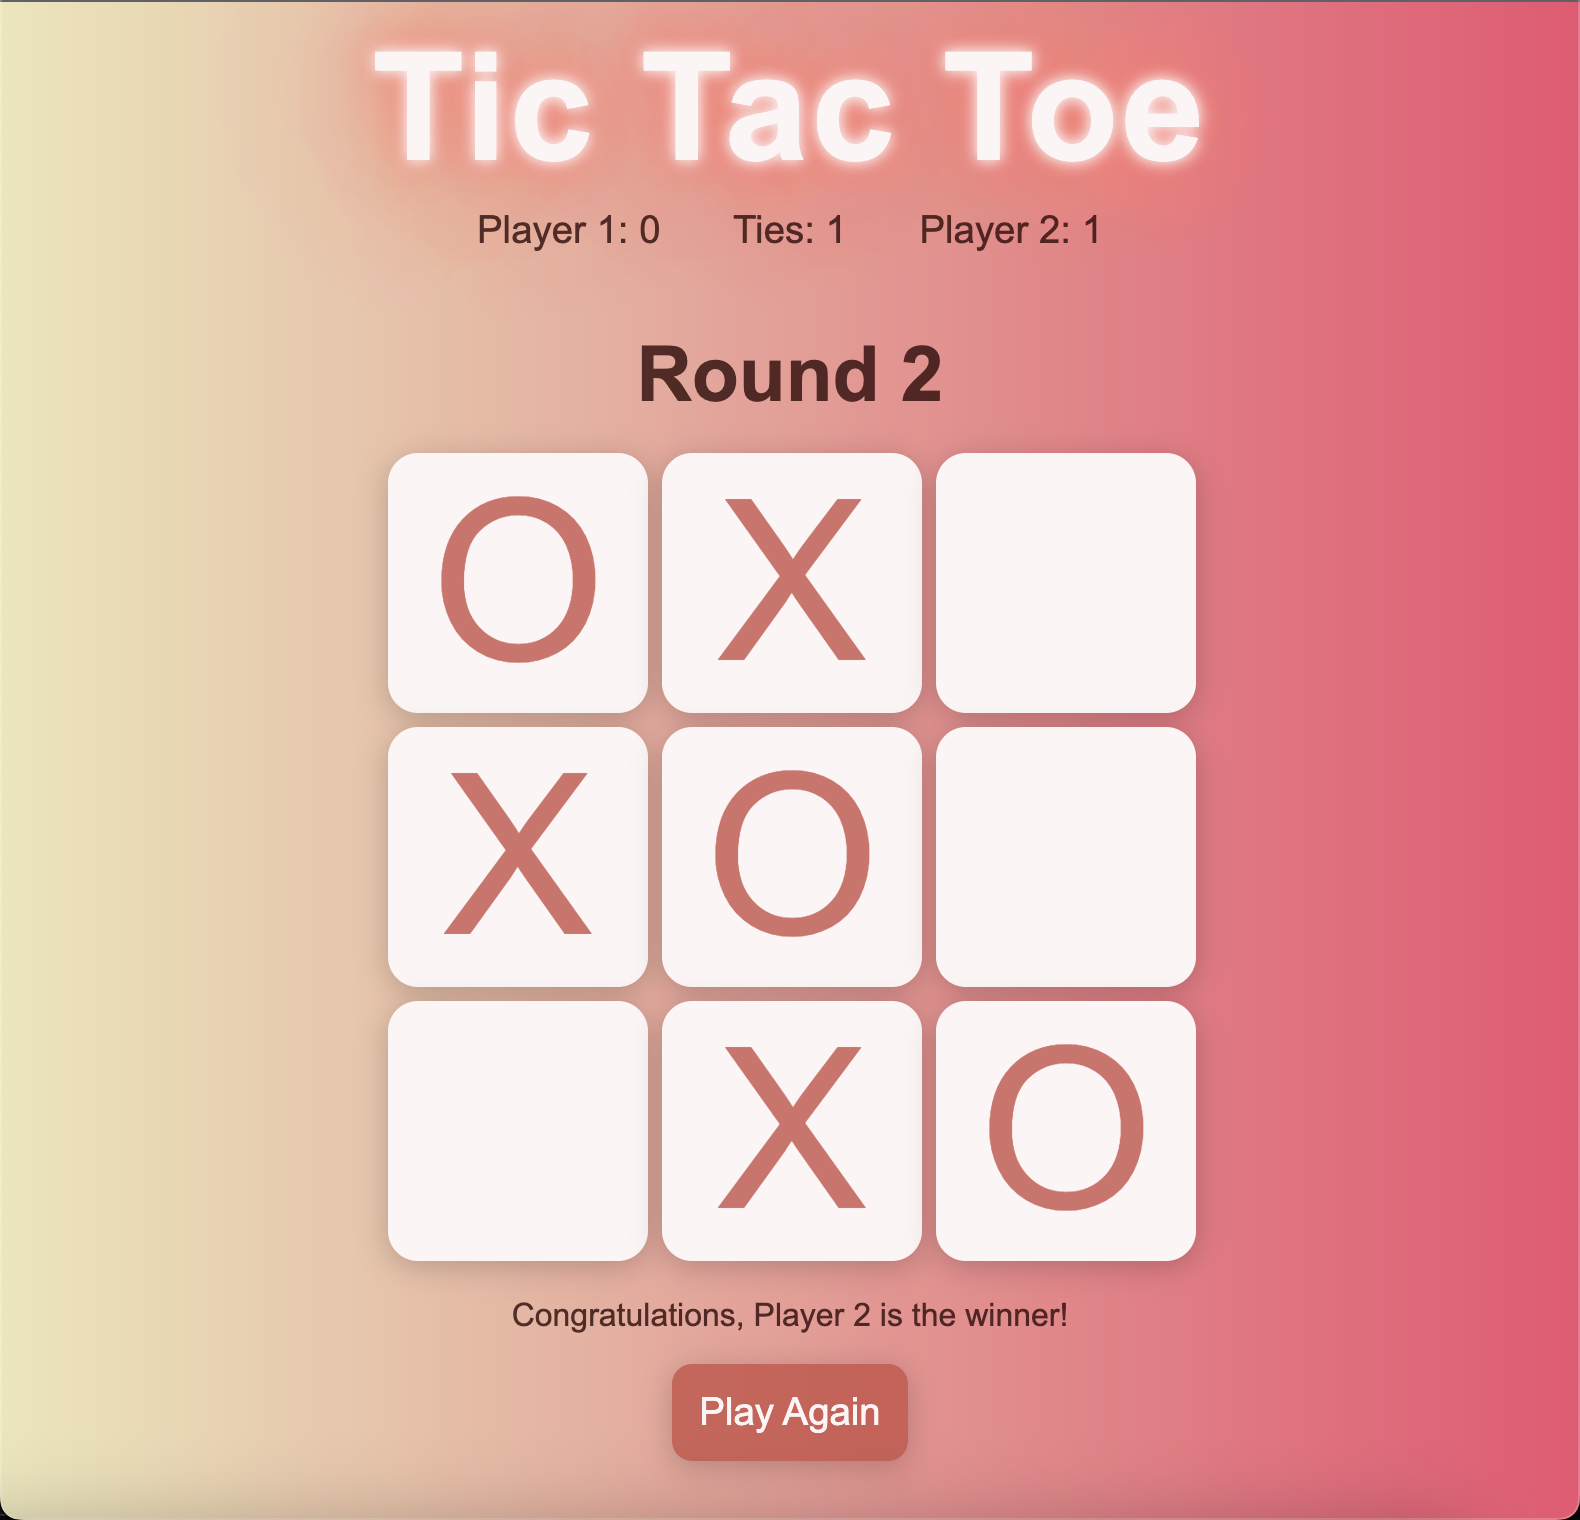 Tic Tac Toe
Player 1: 0 Ties: 1 Player 2: 1
Round 2
O X
X O
X O
Congratulations, Player 2 is the winner!
Play Again